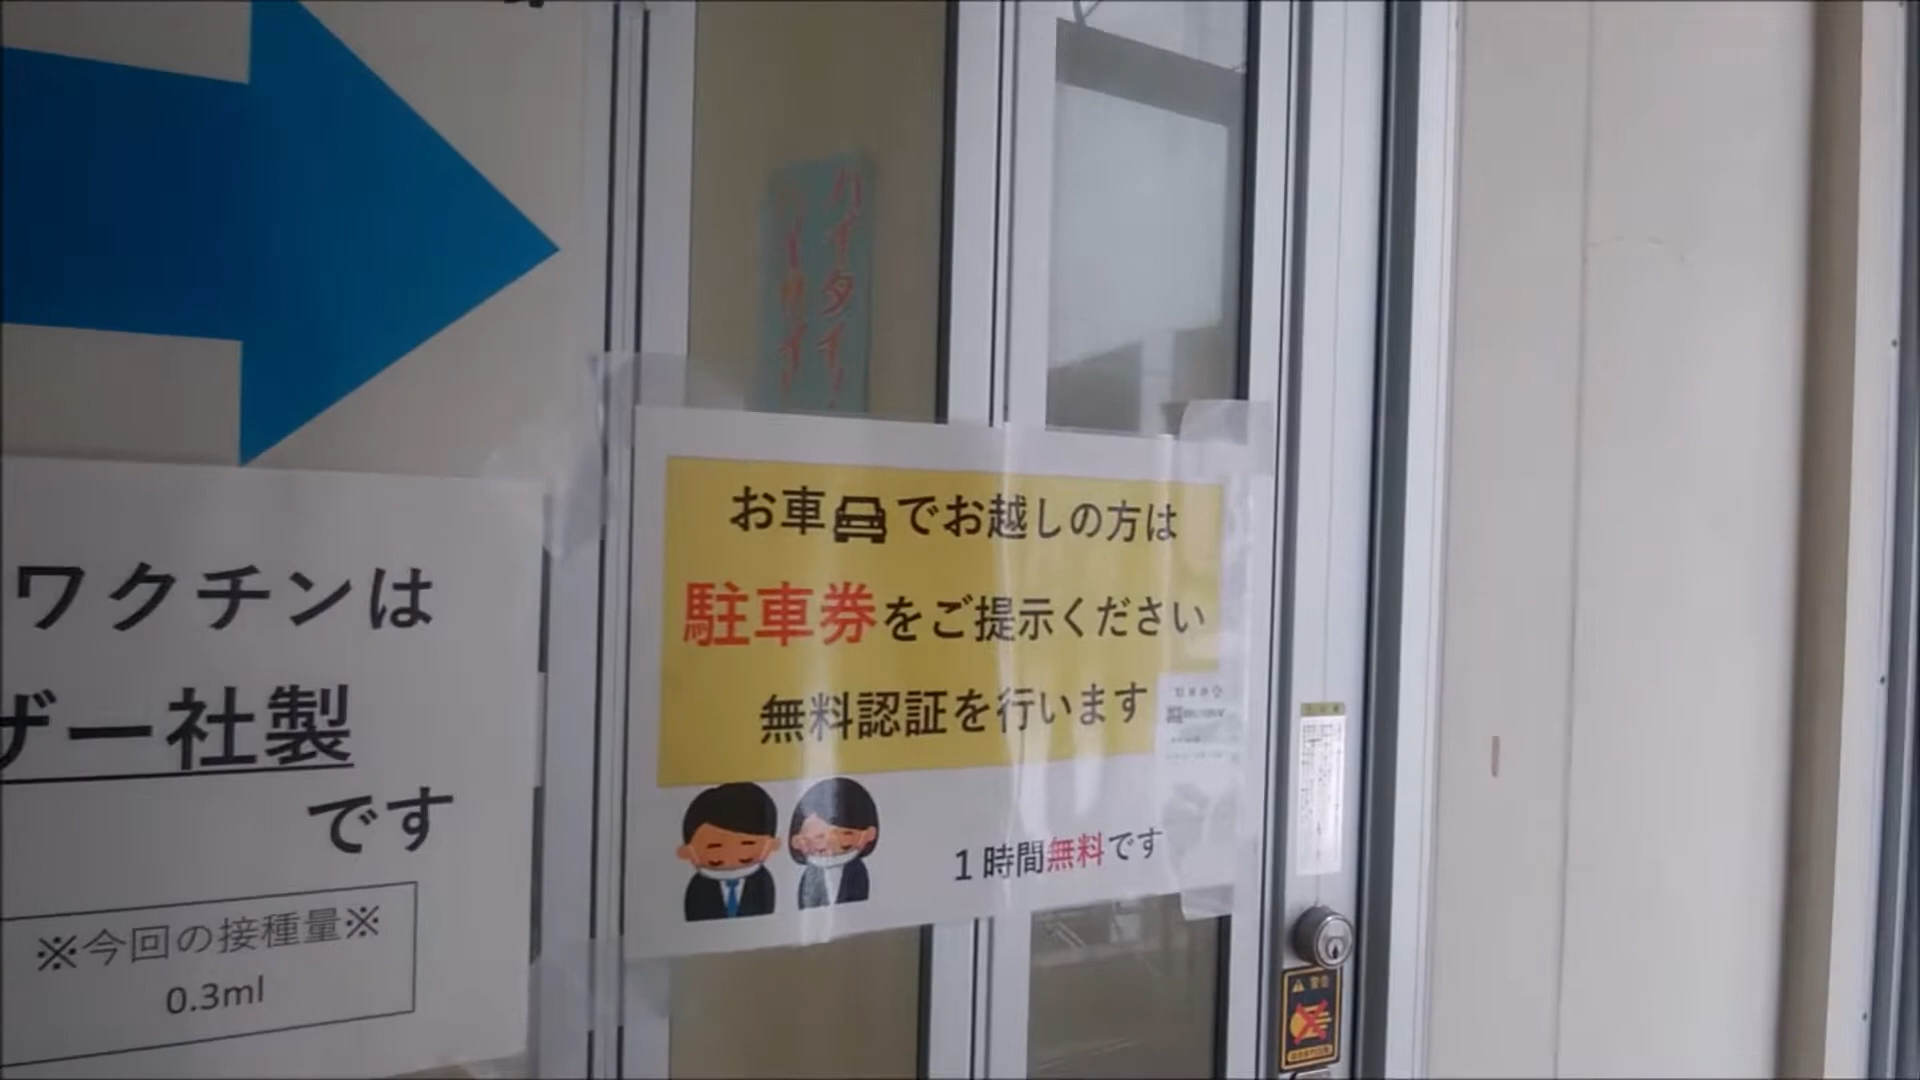 ワクチンは
ザー社製
です
※今回の接種量※
0.3ml
お車でお越しの方は
駐車券をご提示ください
無料認証を行います
1時間無料です
警告